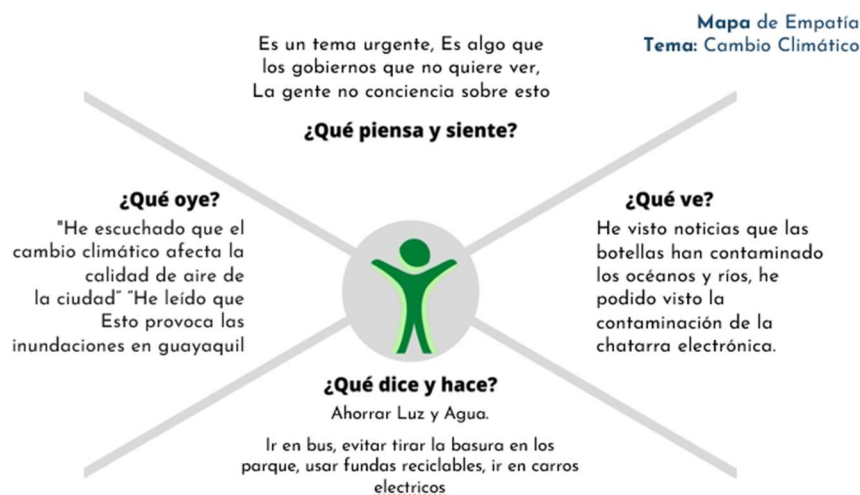 Mapa de Empatía
Tema: Cambio Climático
Es un tema urgente, Es algo que
los gobiernos que no quiere ver,
La gente no conciencia sobre esto
¿Qué piensa y siente?
¿Qué oye?
"He escuchado que el
cambio climático afecta la
calidad de aire de
la ciudad” “He leído que
Esto provoca las
inundaciones en guayaquil
¿Qué ve?
He visto noticias que las
botellas han contaminado
los océanos y ríos, he
podido visto la
contaminación de la
chatarra electrónica.
¿Qué dice y hace?
Ahorrar Luz y Agua.
Ir en bus, evitar tirar la basura en los
parque, usar fundas reciclables, ir en carros
electricos